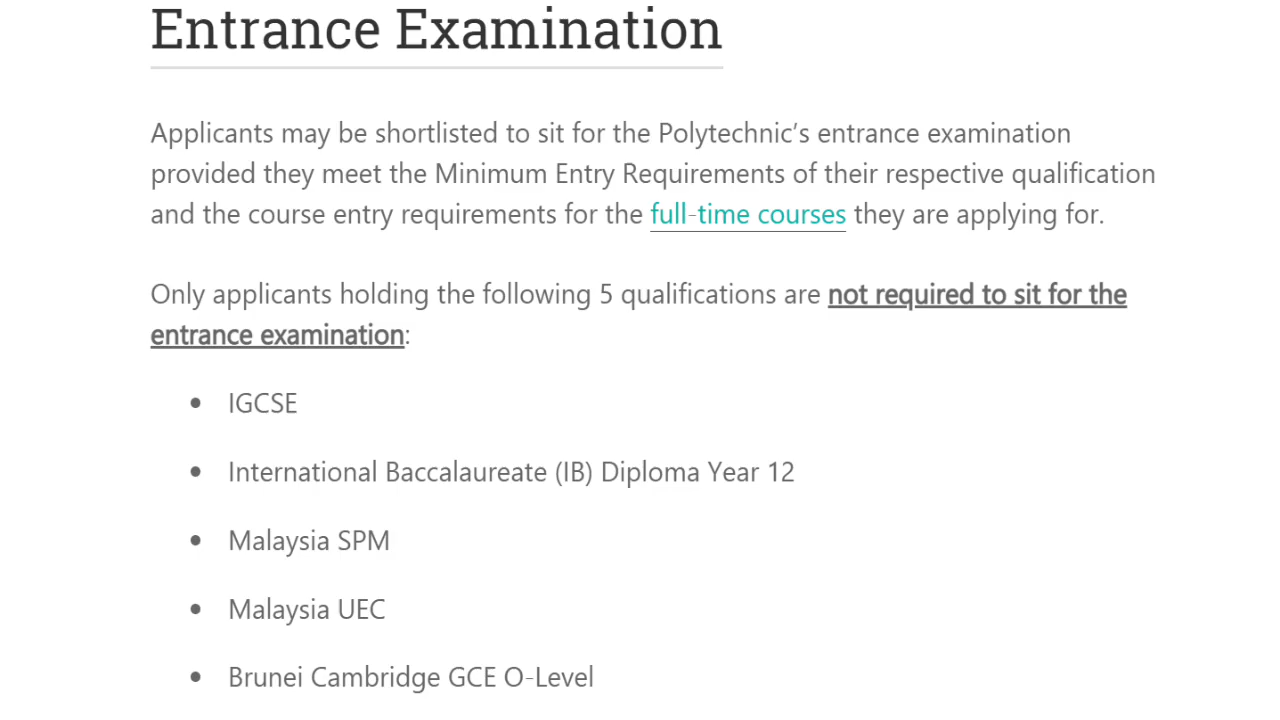 Entrance Examination
Applicants may be shortlisted to sit for the Polytechnic’s entrance examination
provided they meet the Minimum Entry Requirements of their respective qualification
and the course entry requirements for the full-time courses they are applying for.
Only applicants holding the following 5 qualifications are not required to sit for the
entrance examination:
• IGCSE
• International Baccalaureate (IB) Diploma Year 12
• Malaysia SPM
• Malaysia UEC
• Brunei Cambridge GCE O-Level